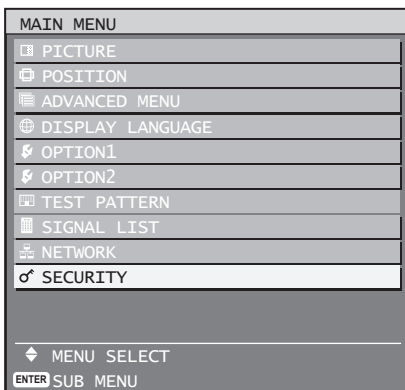 MAIN MENU
PICTURE
POSITION
ADVANCED MENU
DISPLAY LANGUAGE
OPTION1
OPTION2
TEST PATTERN
SIGNAL LIST
NETWORK
SECURITY
MENU SELECT
ENTER SUB MENU